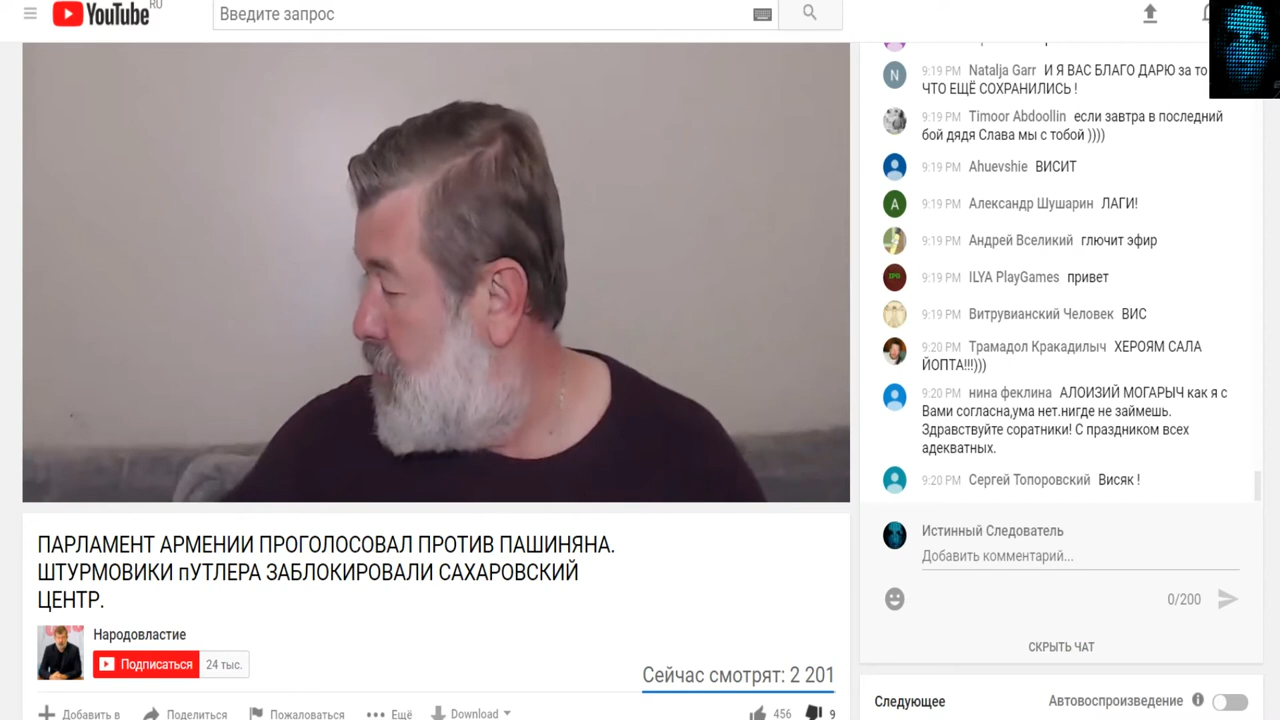 YouTube RU
Введите запрос
9:19 PM Natalja Garr И Я ВАС БЛАГО ДАРЮ за то
ЧТО ЕЩЁ СОХРАНИЛИСЬ !
9:19 PM Timoor Abdoollin если завтра в последний
бой дядя Слава мы с тобой ))))
9:19 PM Ahuevshie ВИСИТ
А
9:19 PM Александр Шушарин ЛАГИ!
9:19 PM Андрей Вселикий глючит эфир
9:19 PM ILYA PlayGames привет
9:19 PM Витрувианский Человек ВИС
9:20 PM Трамадол Кракадилыч ХЕРОЯМ САЛА
ЙОПТА!!!)))
9:20 PM нина феклина АЛОИЗИЙ МОГАРЫЧ как я с
Вами согласна,ума нет.нигде не займешь.
Здравствуйте соратники! С праздником всех
адекватных.
9:20 PM Сергей Топоровский Висяк !
Истинный Следователь
Добавить комментарий...
0/200
СКРЫТЬ ЧАТ
ПАРЛАМЕНТ АРМЕНИИ ПРОГОЛОСОВАЛ ПРОТИВ ПАШИНЯНА.
ШТУРМОВИКИ пУТЛЕРА ЗАБЛОКИРОВАЛИ САХАРОВСКИЙ
ЦЕНТР.
Народовластие
Подписаться 24 тыс.
Сейчас смотрят: 2 201
Добавить в Поделиться Пожаловаться Ещё Download 456 9
Следующее Автовоспроизведение